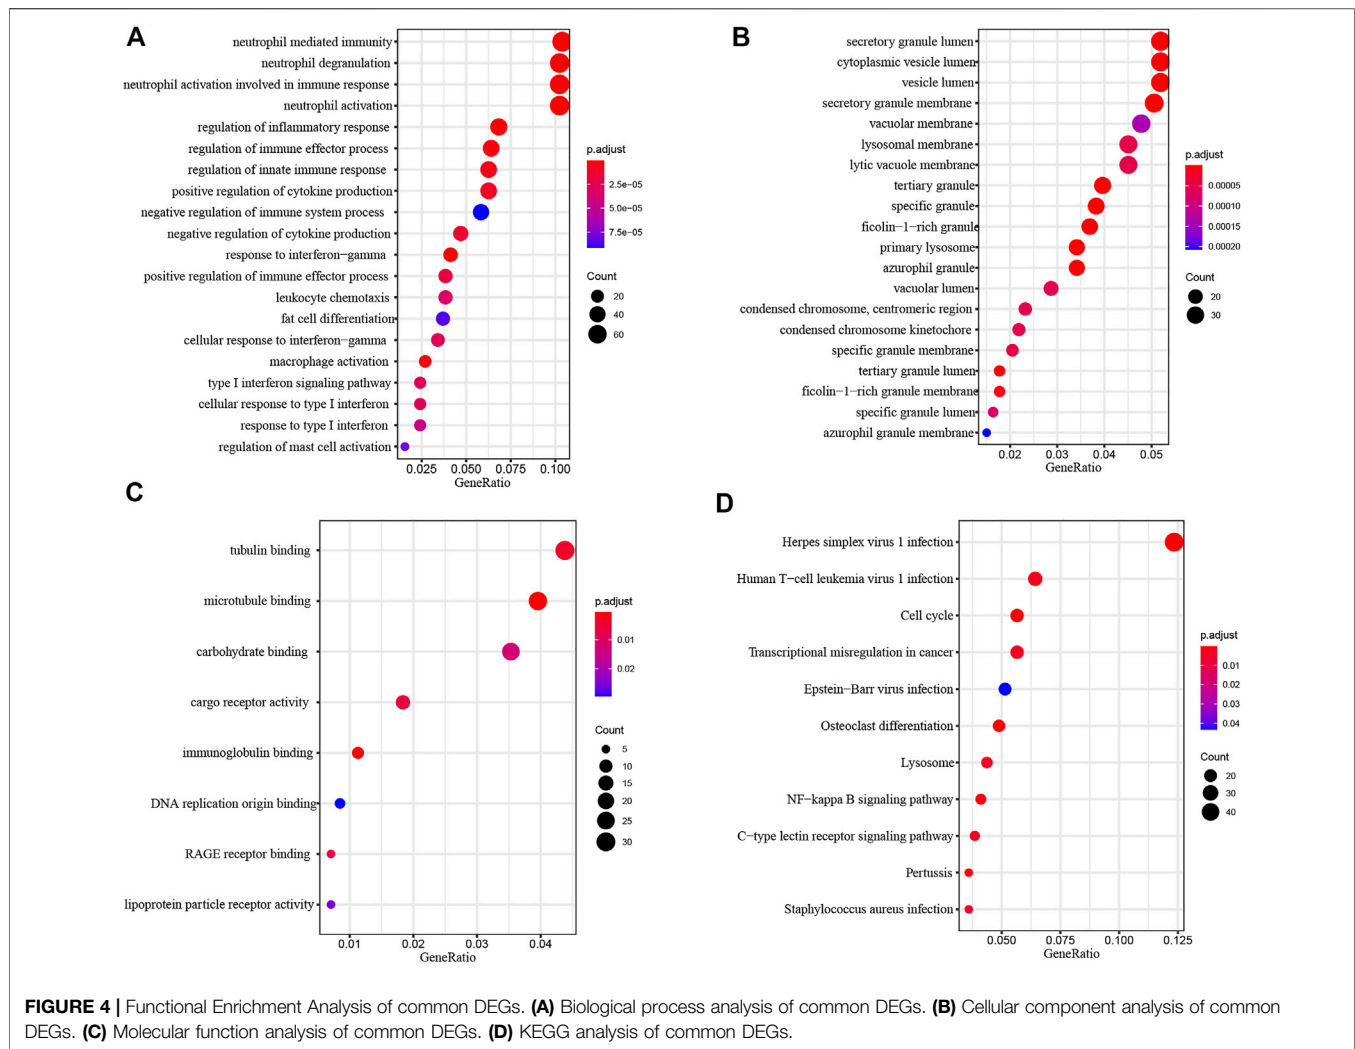 A
neutrophil mediated immunity
neutrophil degranulation
neutrophil activation involved in immune response
neutrophil activation
regulation of inflammatory response
regulation of immune effector process
regulation of innate immune response
positive regulation of cytokine production
negative regulation of immune system process
negative regulation of cytokine production
response to interferon−gamma
positive regulation of immune effector process
leukocyte chemotaxis
fat cell differentiation
cellular response to interferon−gamma
macrophage activation
type I interferon signaling pathway
cellular response to type I interferon
response to type I interferon
regulation of mast cell activation
0.025 0.050 0.075 0.100
GeneRatio
p.adjust
2.5e−05
5.0e−05
7.5e−05
Count
20
40
60
B
secretory granule lumen
cytoplasmic vesicle lumen
vesicle lumen
secretory granule membrane
vacuolar membrane
lysosomal membrane
lytic vacuole membrane
tertiary granule
specific granule
ficolin−1−rich granule
primary lysosome
azurophil granule
vacuolar lumen
condensed chromosome, centromeric region
condensed chromosome kinetochore
specific granule membrane
tertiary granule lumen
ficolin−1−rich granule membrane
specific granule lumen
azurophil granule membrane
0.02 0.03 0.04 0.05
GeneRatio
p.adjust
0.00005
0.00010
0.00015
0.00020
Count
20
30
C
tubulin binding
microtubule binding
carbohydrate binding
cargo receptor activity
immunoglobulin binding
DNA replication origin binding
RAGE receptor binding
lipoprotein particle receptor activity
0.01 0.02 0.03 0.04
GeneRatio
p.adjust
0.01
0.02
Count
5
10
15
20
25
30
D
Herpes simplex virus 1 infection
Human T−cell leukemia virus 1 infection
Cell cycle
Transcriptional misregulation in cancer
Epstein−Barr virus infection
Osteoclast differentiation
Lysosome
NF−kappa B signaling pathway
C−type lectin receptor signaling pathway
Pertussis
Staphylococcus aureus infection
0.050 0.075 0.100 0.125
GeneRatio
p.adjust
0.01
0.02
0.03
0.04
Count
20
30
40
FIGURE 4 | Functional Enrichment Analysis of common DEGs. (A) Biological process analysis of common DEGs. (B) Cellular component analysis of common
DEGs. (C) Molecular function analysis of common DEGs. (D) KEGG analysis of common DEGs.